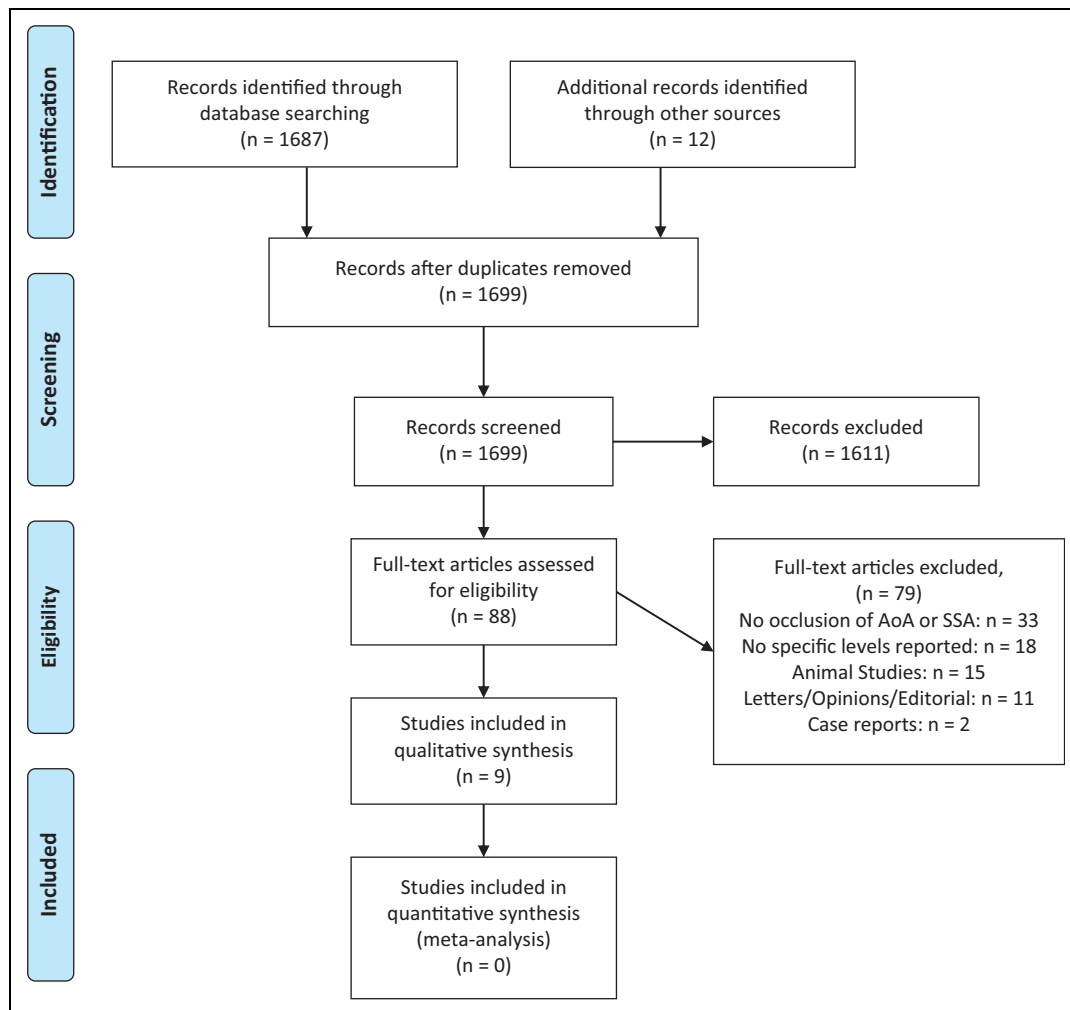 Identification
Records identified through
database searching
(n = 1687)
Additional records identified
through other sources
(n = 12)
Records after duplicates removed
(n = 1699)
Screening
Records screened
(n = 1699)
Records excluded
(n = 1611)
Eligibility
Full-text articles assessed
for eligibility
(n = 88)
Full-text articles excluded,
(n = 79)
No occlusion of AoA or SSA: n = 33
No specific levels reported: n = 18
Animal Studies: n = 15
Letters/Opinions/Editorial: n = 11
Case reports: n = 2
Studies included in
qualitative synthesis
(n = 9)
Included
Studies included in
quantitative synthesis
(meta-analysis)
(n = 0)